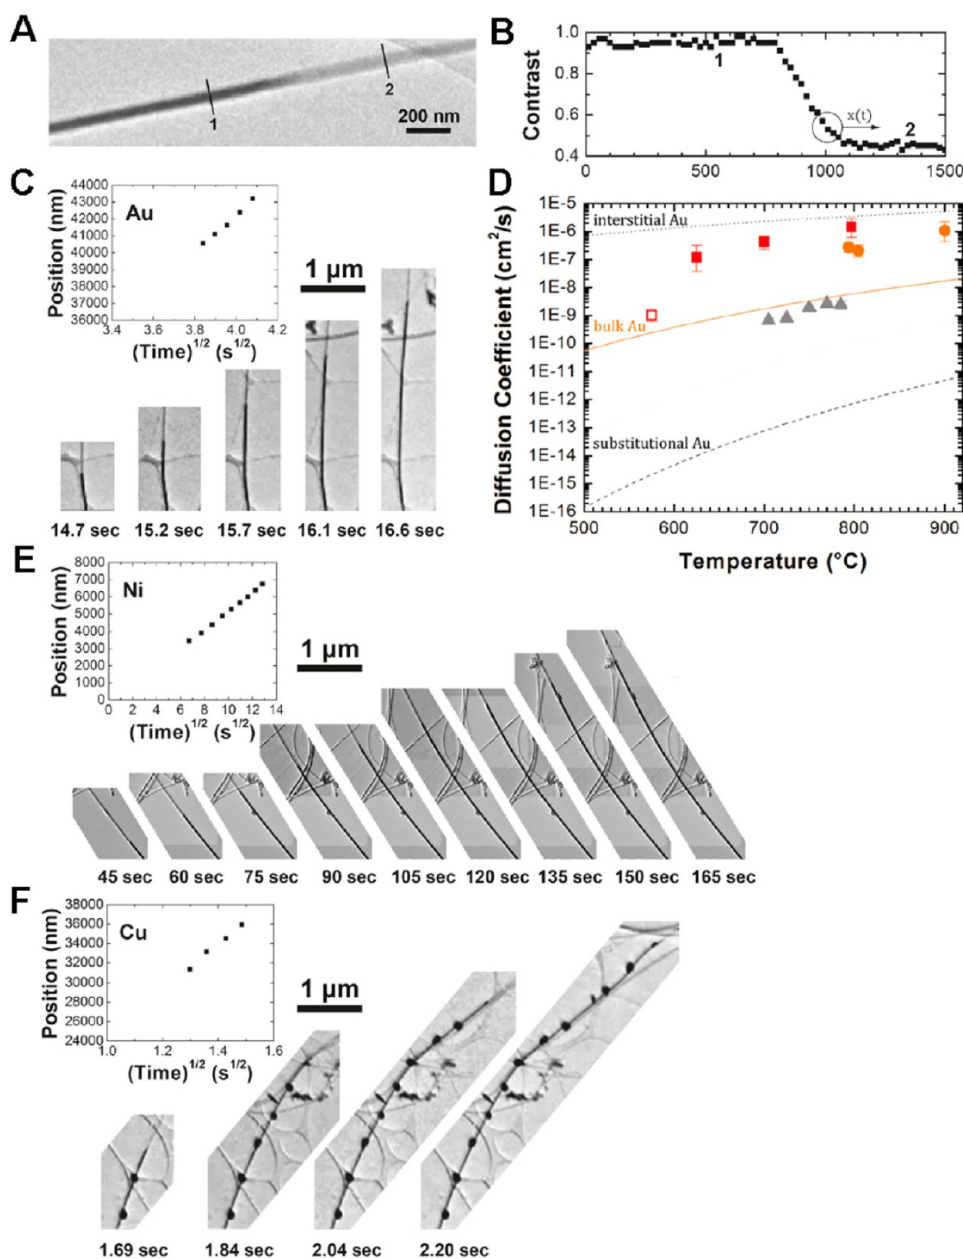 A
1
2
200 nm
B
Contrast
1.0
0.8
0.6
0.4
1
x(t)
2
0
500
1000
1500
C
Position (nm)
44000
43000
42000
41000
40000
39000
38000
37000
36000
Au
3.4
3.6
3.8
4.0
4.2
(Time)1/2 (s1/2)
1 µm
14.7 sec
15.2 sec
15.7 sec
16.1 sec
16.6 sec
D
Diffusion Coefficient (cm2/s)
1E-5
1E-6
1E-7
1E-8
1E-9
1E-10
1E-11
1E-12
1E-13
1E-14
1E-15
1E-16
interstitial Au
bulk Au
substitutional Au
500
600
700
800
900
Temperature (°C)
E
Position (nm)
8000
7000
6000
5000
4000
3000
2000
1000
0
Ni
0
2
4
6
8
10
12
14
(Time)1/2 (s1/2)
1 µm
45 sec
60 sec
75 sec
90 sec
105 sec
120 sec
135 sec
150 sec
165 sec
F
Position (nm)
38000
36000
34000
32000
30000
28000
26000
24000
Cu
1.0
1.2
1.4
1.6
(Time)1/2 (s1/2)
1 µm
1.69 sec
1.84 sec
2.04 sec
2.20 sec